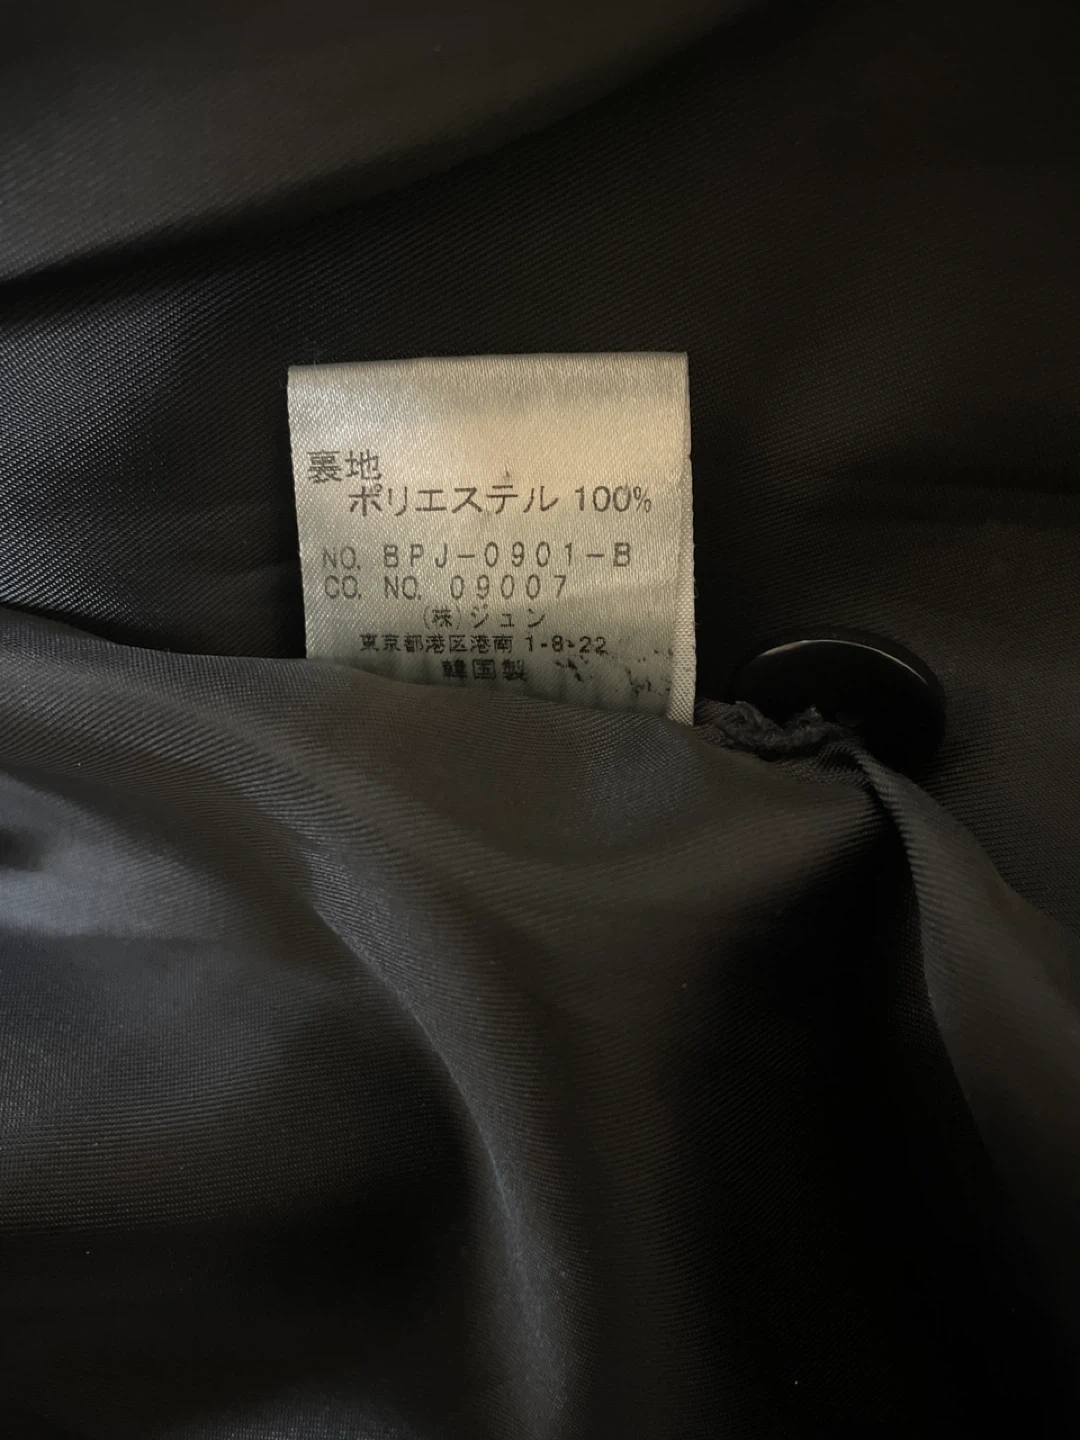 裏地
ポリエステル 100%
NO. BPJ-0901-B
CO. NO. 09007
(株)ジュン
東京都港区港南 1-8-22
韓国製